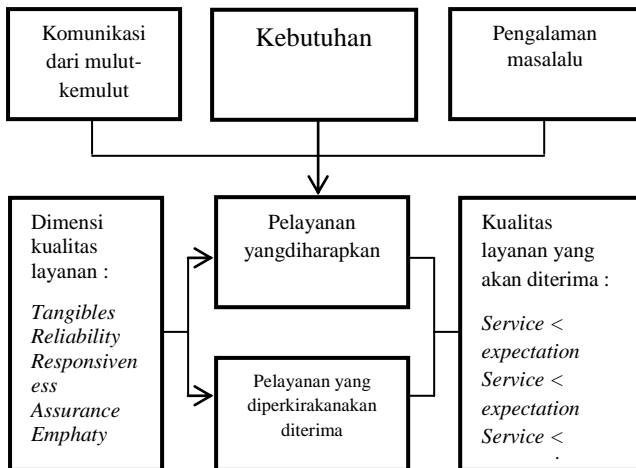 Komunikasi
dari mulut-
kemulut
Kebutuhan
Pengalaman
masalalu
Dimensi
kualitas
layanan :
Tangibles
Reliability
Responsiven
ess
Assurance
Emphaty
Pelayanan
yangdiharapkan
Pelayanan yang
diperkirakanakan
diterima
Kualitas
layanan yang
akan diterima :
Service <
expectation
Service <
expectation
Service <